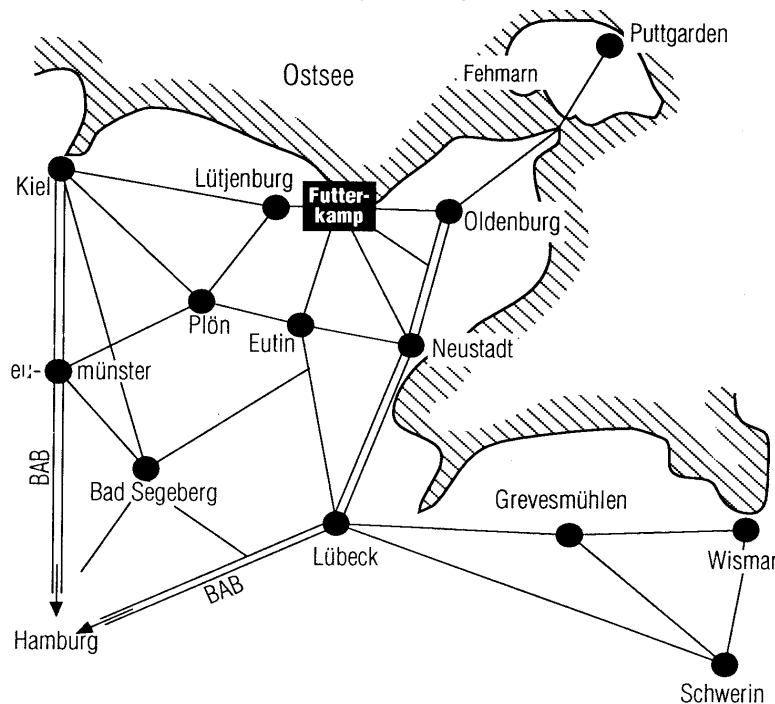 Puttgarden
Fehmarn
Ostsee
Kiel
Lütjenburg
Futter-
kamp
Oldenburg
Plön
Eutin
Neustadt
eu- münster
BAB
Bad Segeberg
Grevesmühlen
Lübeck
Wismar
BAB
Hamburg
Schwerin